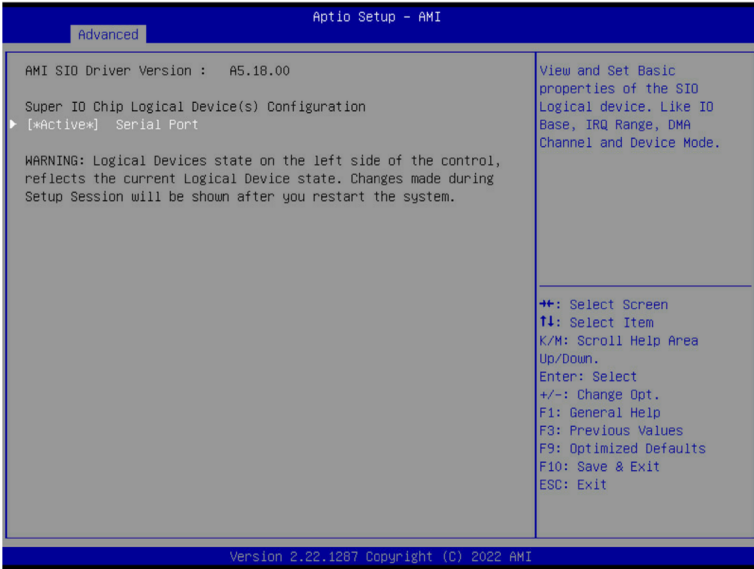 Aptio Setup – AMI
Advanced
AMI SIO Driver Version : A5.18.00
Super IO Chip Logical Device(s) Configuration
[*Active*] Serial Port
WARNING: Logical Devices state on the left side of the control,
reflects the current Logical Device state. Changes made during
Setup Session will be shown after you restart the system.
View and Set Basic
properties of the SIO
Logical device. Like IO
Base, IRQ Range, DMA
Channel and Device Mode.
→←: Select Screen
↑↓: Select Item
K/M: Scroll Help Area
Up/Down.
Enter: Select
+/-: Change Opt.
F1: General Help
F3: Previous Values
F9: Optimized Defaults
F10: Save & Exit
ESC: Exit
Version 2.22.1287 Copyright (C) 2022 AMI